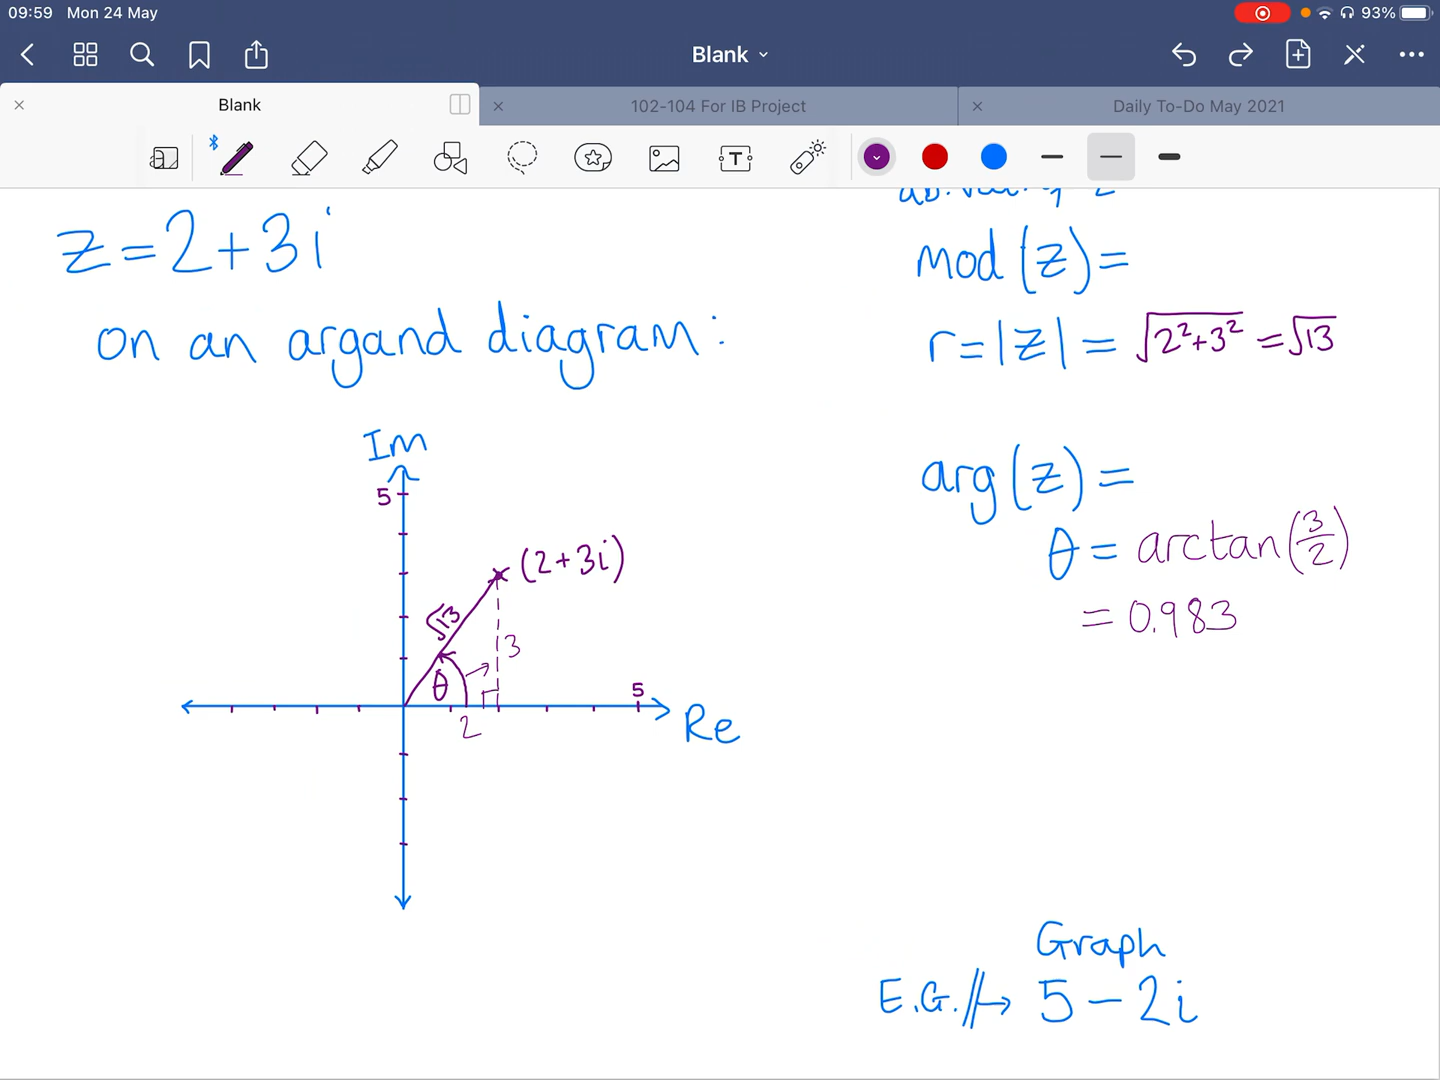 09:59 Mon 24 May
93%
Blank
Blank
102-104 For IB Project
Daily To-Do May 2021
T
z = 2 + 3i
on an argand diagram:
mod(z) =
r = |z| = √(2²+3²) = √13
arg(z) =
θ = arctan(3/2)
= 0.983
Im
5
(2+3i)
√13
3
θ
5
2
Re
Graph
E.G.//→ 5 − 2i